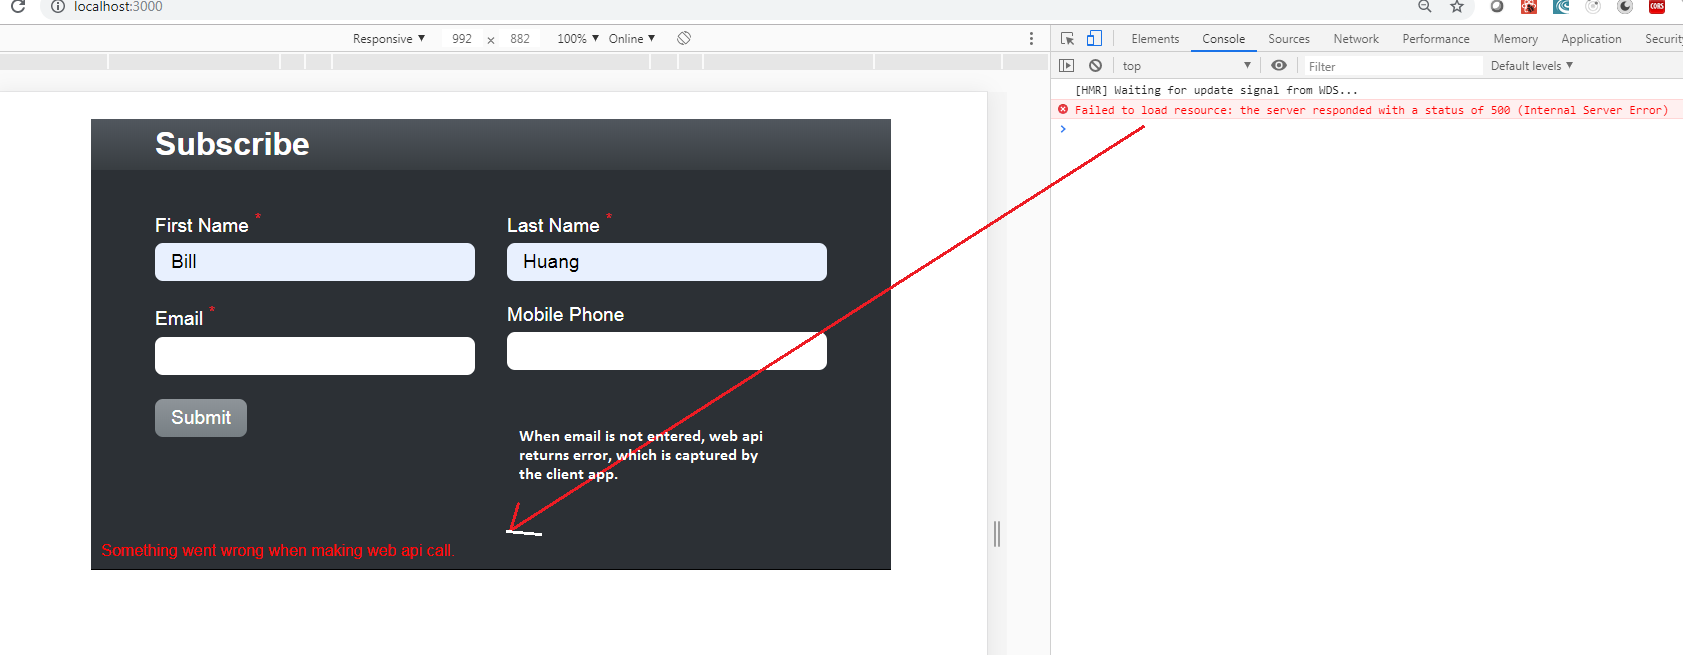 localhost:3000
Responsive ▼ 992 x 882 100% ▼ Online ▼
Elements Console Sources Network Performance Memory Application Securit
top ▼ Filter Default levels ▼
[HMR] Waiting for update signal from WDS...
Failed to load resource: the server responded with a status of 500 (Internal Server Error)
Subscribe
First Name * Last Name *
Bill Huang
Email * Mobile Phone
Submit
When email is not entered, web api
returns error, which is captured by
the client app.
Something went wrong when making web api call.
CORS